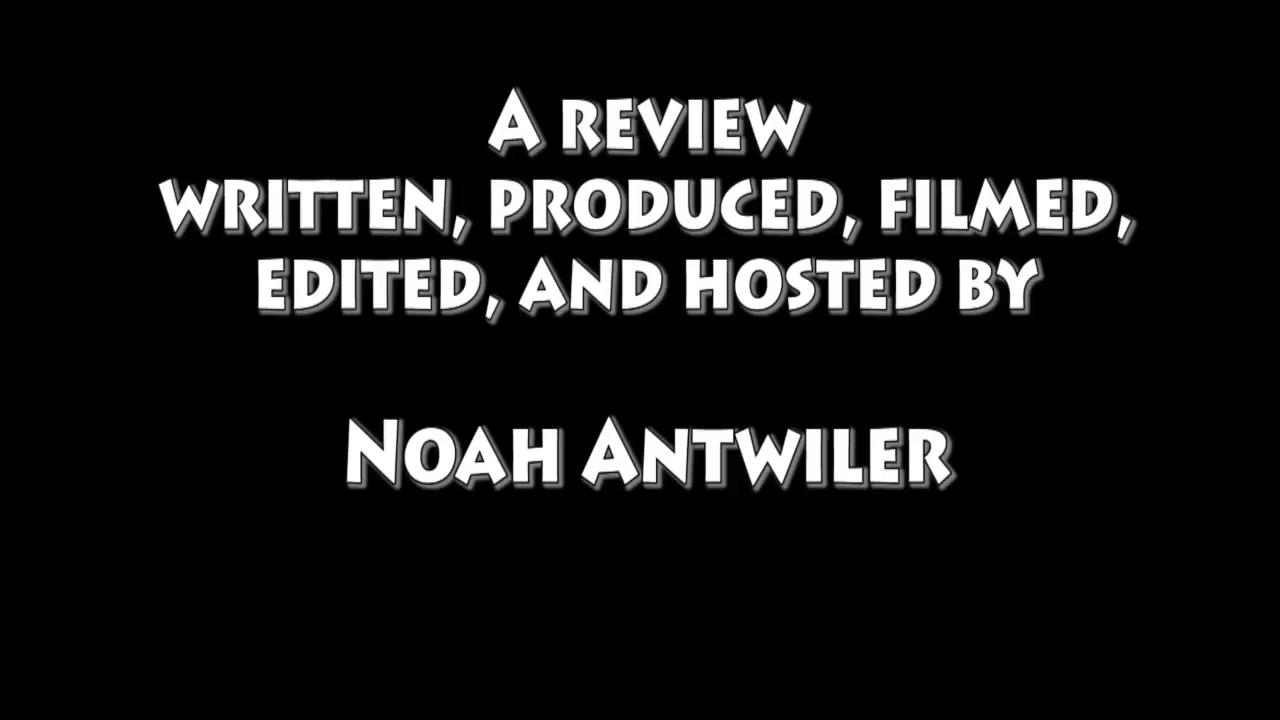 A REVIEW
WRITTEN, PRODUCED, FILMED,
EDITED, AND HOSTED BY
NOAH ANTWILER